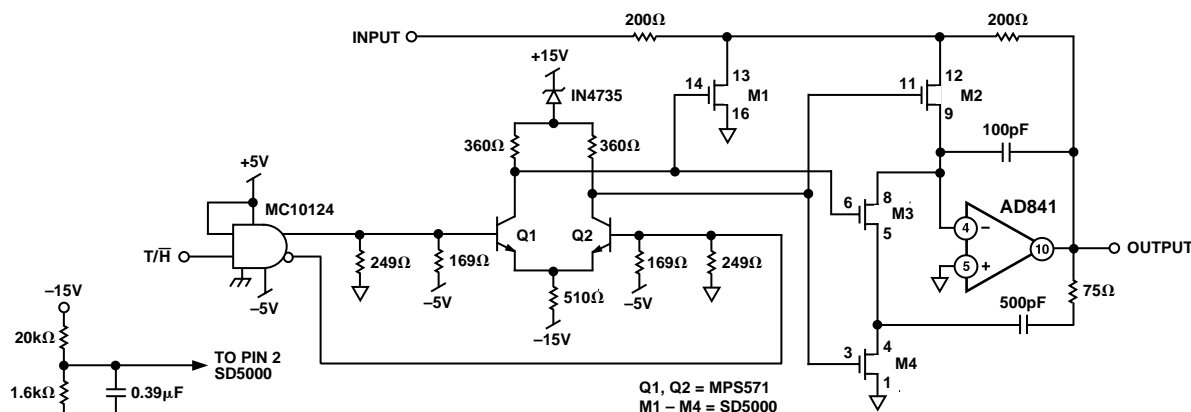 200Ω
200Ω
INPUT
+15V
IN4735
14
13
M1
16
11
12
M2
9
360Ω
360Ω
100pF
+5V
MC10124
8
6
M3
5
AD841
4
–
10
OUTPUT
5
+
T/H̅
Q1
Q2
249Ω
169Ω
169Ω
249Ω
–5V
–5V
–5V
510Ω
–15V
75Ω
500pF
–15V
20kΩ
TO PIN 2
SD5000
1.6kΩ
0.39μF
4
3
M4
1
Q1, Q2 = MPS571
M1 – M4 = SD5000